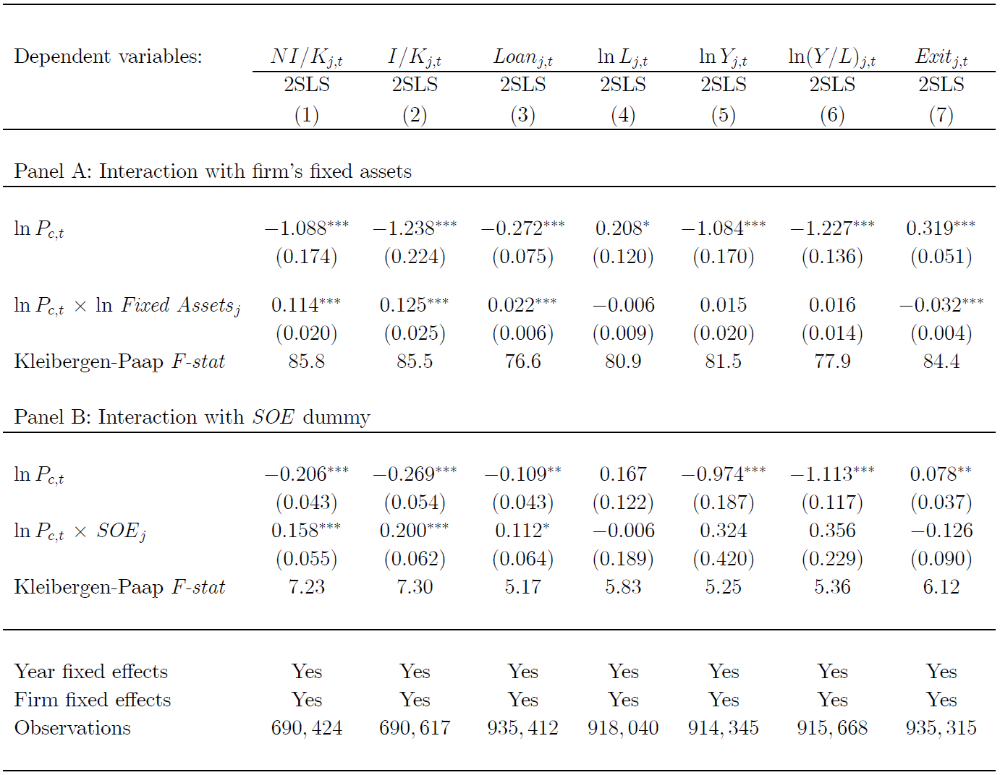 Dependent variables: NI/K_{j,t} I/K_{j,t} Loan_{j,t} ln L_{j,t} ln Y_{j,t} ln(Y/L)_{j,t} Exit_{j,t}
2SLS 2SLS 2SLS 2SLS 2SLS 2SLS 2SLS
(1) (2) (3) (4) (5) (6) (7)
Panel A: Interaction with firm's fixed assets
ln P_{c,t} −1.088*** −1.238*** −0.272*** 0.208* −1.084*** −1.227*** 0.319***
(0.174) (0.224) (0.075) (0.120) (0.170) (0.136) (0.051)
ln P_{c,t} × ln Fixed Assets_j 0.114*** 0.125*** 0.022*** −0.006 0.015 0.016 −0.032***
(0.020) (0.025) (0.006) (0.009) (0.020) (0.014) (0.004)
Kleibergen-Paap F-stat 85.8 85.5 76.6 80.9 81.5 77.9 84.4
Panel B: Interaction with SOE dummy
ln P_{c,t} −0.206*** −0.269*** −0.109** 0.167 −0.974*** −1.113*** 0.078**
(0.043) (0.054) (0.043) (0.122) (0.187) (0.117) (0.037)
ln P_{c,t} × SOE_j 0.158*** 0.200*** 0.112* −0.006 0.324 0.356 −0.126
(0.055) (0.062) (0.064) (0.189) (0.420) (0.229) (0.090)
Kleibergen-Paap F-stat 7.23 7.30 5.17 5.83 5.25 5.36 6.12
Year fixed effects Yes Yes Yes Yes Yes Yes Yes
Firm fixed effects Yes Yes Yes Yes Yes Yes Yes
Observations 690,424 690,617 935,412 918,040 914,345 915,668 935,315